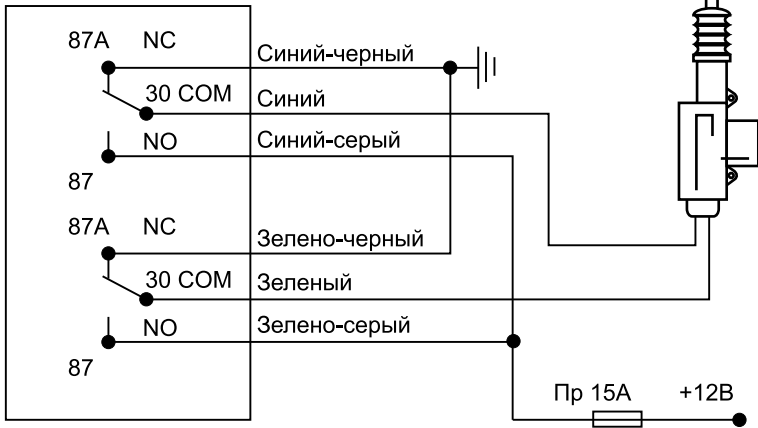 87A NC
Синий-черный
30 COM
Синий
NO
Синий-серый
87
87A NC
Зелено-черный
30 COM
Зеленый
NO
Зелено-серый
87
Пр 15А +12В